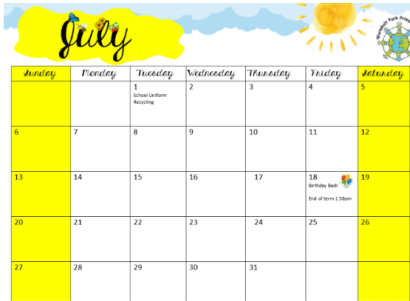 July
Sunday Monday Tuesday Wednesday Thursday Friday Saturday
1 2 3 4 5
School Uniform
Recycling
6 7 8 9 10 11 12
13 14 15 16 17 18 19
Birthday Bash
End of term 1.30pm
20 21 22 23 24 25 26
27 28 29 30 31